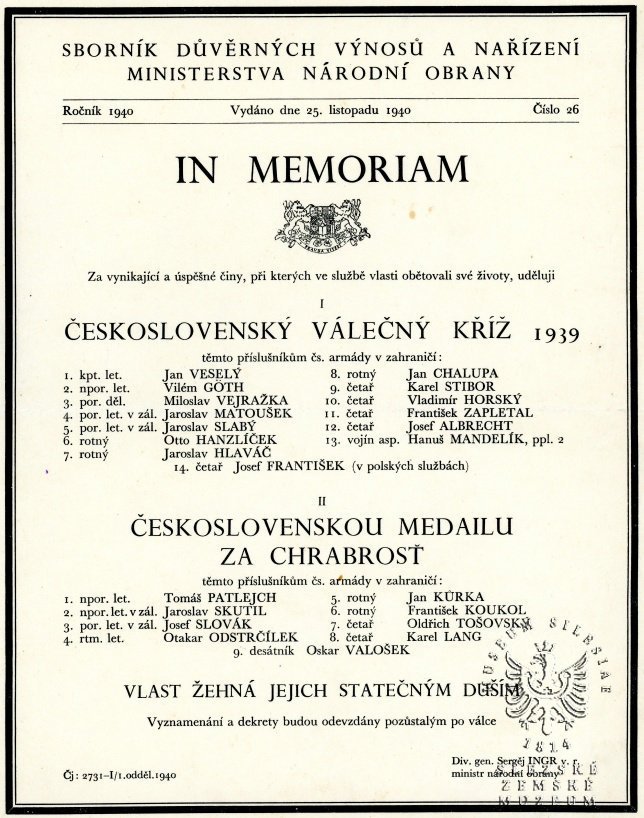 SBORNÍK DŮVĚRNÝCH VÝNOSŮ A NAŘÍZENÍ
MINISTERSTVA NÁRODNÍ OBRANY
Ročník 1940 Vydáno dne 25. listopadu 1940 Číslo 26
IN MEMORIAM
Za vynikající a úspěšné činy, při kterých ve službě vlasti obětovali své životy, uděluji
I
ČESKOSLOVENSKÝ VÁLEČNÝ KŘÍŽ 1939
těmto příslušníkům čs. armády v zahraničí:
1. kpt. let. Jan VESELÝ 8. rotný Jan CHALUPA
2. npor. let. Vilém GÖTH 9. četař Karel STIBOR
3. por. děl. Miloslav VEJRAŽKA 10. četař Vladimír HORSKÝ
4. por. let. v zál. Jaroslav MATOUŠEK 11. četař František ZAPLETAL
5. por. let. v zál. Jaroslav SLABÝ 12. četař Josef ALBRECHT
6. rotný Otto HANZLÍČEK 13. vojín asp. Hanuš MANDELÍK, ppl. 2
7. rotný Jaroslav HLAVÁČ
14. četař Josef FRANTIŠEK (v polských službách)
II
ČESKOSLOVENSKOU MEDAILU
ZA CHRABROSŤ
těmto příslušníkům čs. armády v zahraničí:
1. npor. let. Tomáš PATLEJCH 5. rotný Jan KŮRKA
2. npor. let. v zál. Jaroslav SKUTIL 6. rotný František KOUKOL
3. por. let. v zál. Josef SLOVÁK 7. četař Oldřich TOŠOVSKÝ
4. rtm. let. Otakar ODSTRČÍLEK 8. četař Karel LANG
9. desátník Oskar VALOŠEK
VLAST ŽEHNÁ JEJICH STATEČNÝM DUŠÍM
Vyznamenání a dekrety budou odevzdány pozůstalým po válce
Div. gen. Sergěj INGR v. r.
ministr národní obrany
Čj: 2731–I/1.odděl.1940
MUSEUM SILESIAE
1814
SLEZSKÉ
ZEMSKÉ
MUZEUM